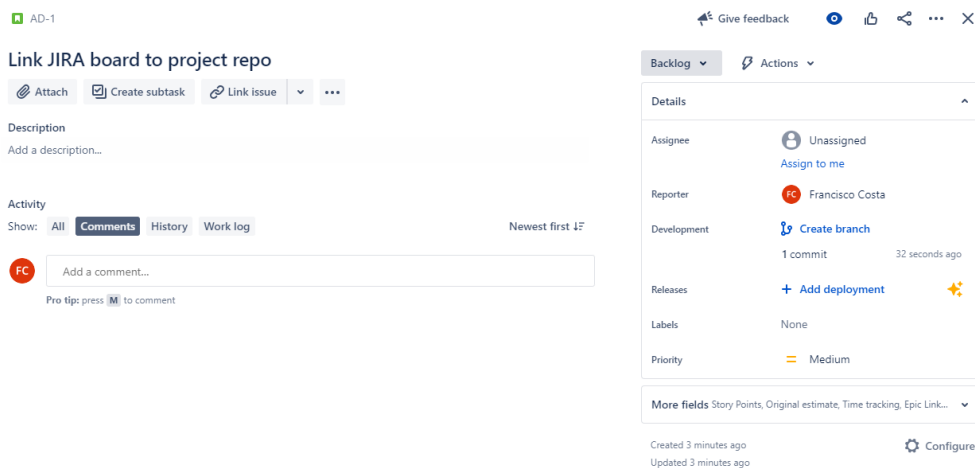 AD-1
Give feedback
Link JIRA board to project repo
Attach
Create subtask
Link issue
Description
Add a description...
Activity
Show: All Comments History Work log
Newest first
FC
Add a comment...
Pro tip: press M to comment
Backlog
Actions
Details
Assignee
Unassigned
Assign to me
Reporter
FC
Francisco Costa
Development
Create branch
1 commit
32 seconds ago
Releases
+ Add deployment
Labels
None
Priority
Medium
More fields Story Points, Original estimate, Time tracking, Epic Link...
Created 3 minutes ago
Configure
Updated 3 minutes ago